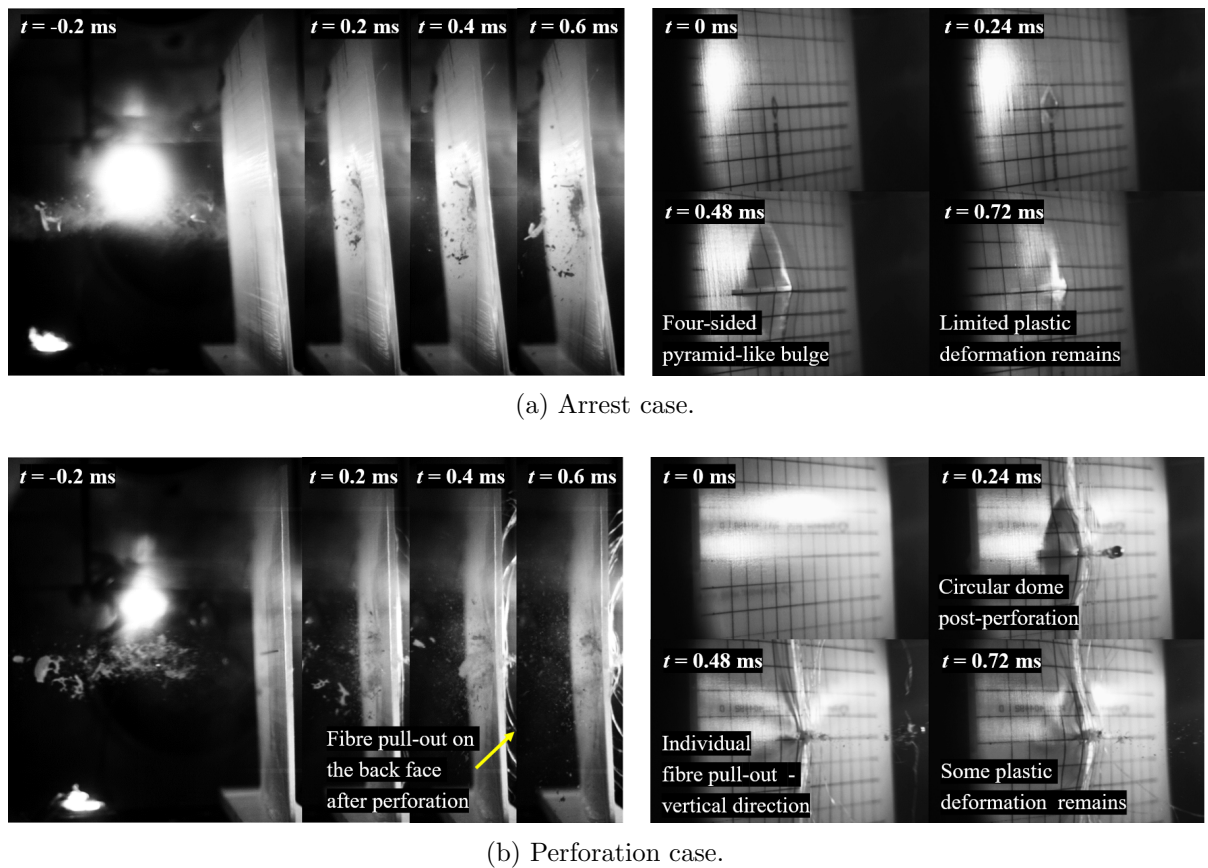 t = -0.2 ms
t = 0.2 ms
t = 0.4 ms
t = 0.6 ms
t = 0 ms
t = 0.24 ms
t = 0.48 ms
Four-sided
pyramid-like bulge
t = 0.72 ms
Limited plastic
deformation remains
(a) Arrest case.
t = -0.2 ms
t = 0.2 ms
t = 0.4 ms
t = 0.6 ms
Fibre pull-out on
the back face
after perforation
t = 0 ms
t = 0.24 ms
Circular dome
post-perforation
t = 0.48 ms
Individual
fibre pull-out -
vertical direction
t = 0.72 ms
Some plastic
deformation remains
(b) Perforation case.